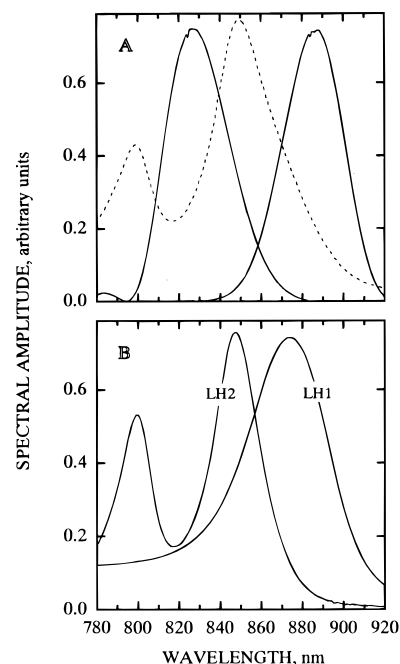 A
0.6
0.4
0.2
0.0
B
LH2
LH1
0.6
0.4
0.2
0.0
780 800 820 840 860 880 900 920
WAVELENGTH, nm
SPECTRAL AMPLITUDE, arbitrary units